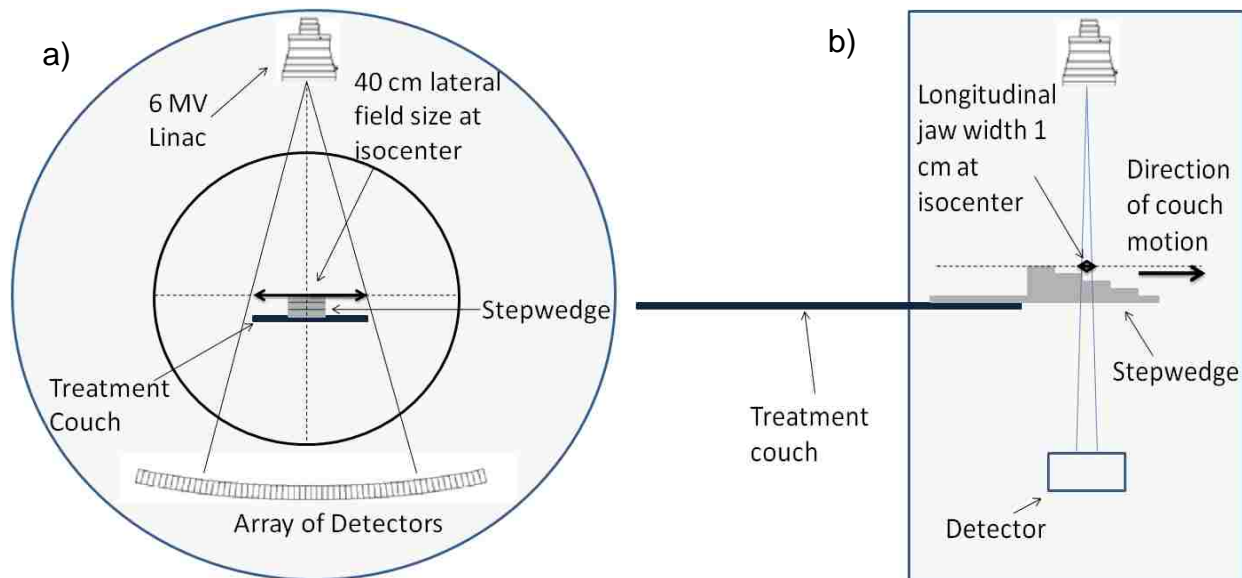 a)
6 MV
Linac
40 cm lateral
field size at
isocenter
Stepwedge
Treatment
Couch
Array of Detectors
b)
Longitudinal
jaw width 1
cm at
isocenter
Direction
of couch
motion
Stepwedge
Treatment
couch
Detector